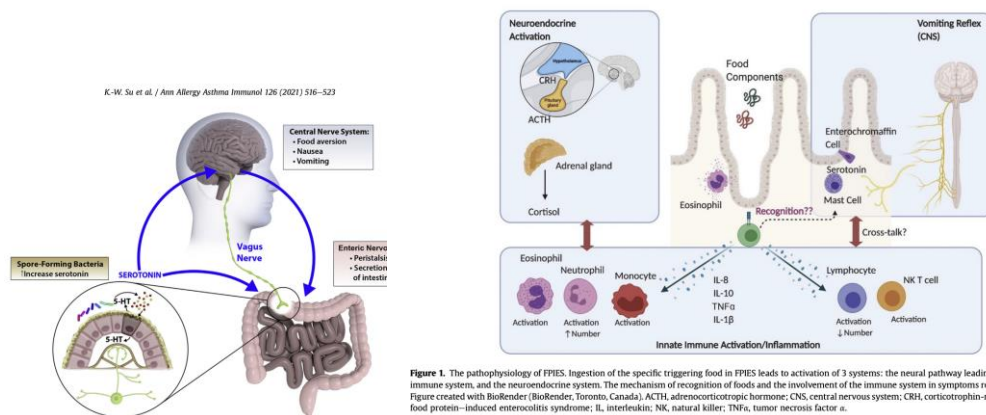 K.-W. Su et al. / Ann Allergy Asthma Immunol 126 (2021) 516–523
Central Nerve System:
• Food aversion
• Nausea
• Vomiting
Vagus
Nerve
Enteric Nervo
• Peristalsis
• Secretion
of intestin
Spore-Forming Bacteria
↑Increase serotonin
SEROTONIN
5-HT
5-HT
Neuroendocrine
Activation
Hypothalamus
CRH
Pituitary
gland
ACTH
Adrenal gland
Cortisol
Food
Components
Eosinophil
Vomiting Reflex
(CNS)
Enterochromaffin
Cell
Serotonin
Mast Cell
Recognition??
Cross-talk?
Eosinophil
Activation
Neutrophil
Activation
↑Number
Monocyte
Activation
IL-8
IL-10
TNFα
IL-1β
Lymphocyte
Activation
↓Number
NK T cell
Activation
Innate Immune Activation/Inflammation
Figure 1. The pathophysiology of FPIES. Ingestion of the specific triggering food in FPIES leads to activation of 3 systems: the neural pathway leadin
immune system, and the neuroendocrine system. The mechanism of recognition of foods and the involvement of the immune system in symptoms re
Figure created with BioRender (BioRender, Toronto, Canada). ACTH, adrenocorticotropic hormone; CNS, central nervous system; CRH, corticotrophin-r
food protein–induced enterocolitis syndrome; IL, interleukin; NK, natural killer; TNFα, tumor necrosis factor α.